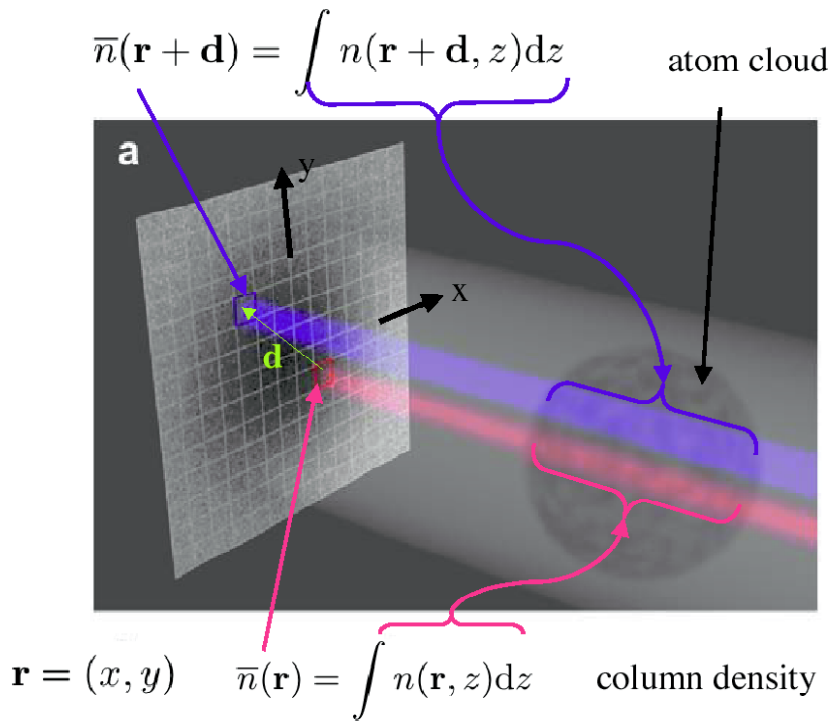 n̅(r + d) = ∫ n(r + d, z)dz
atom cloud
a
y
x
d
r = (x, y)
n̅(r) = ∫ n(r, z)dz
column density